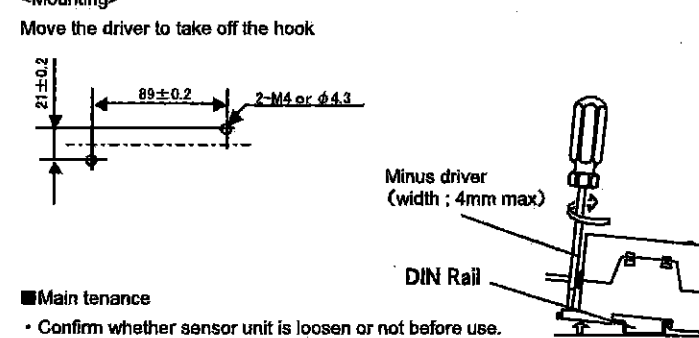 <Mounting>
Move the driver to take off the hook
21±0.2
89±0.2
2-M4 or ϕ4.3
Minus driver
(width ; 4mm max)
DIN Rail
■Main tenance
・Confirm whether sensor unit is loosen or not before use.